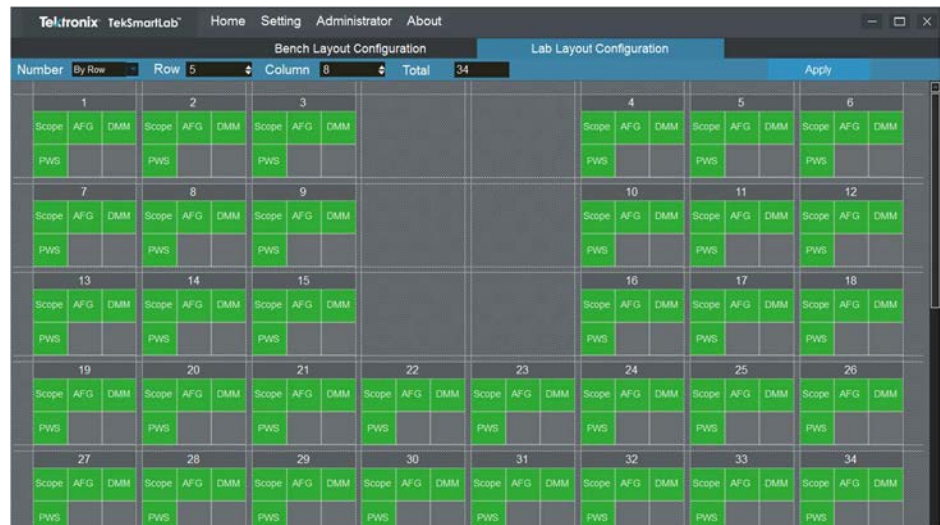 Tektronix TekSmartLab™ Home Setting Administrator About
Bench Layout Configuration Lab Layout Configuration
Number By Row Row 5 Column 8 Total 34 Apply
1 2 3 4 5 6
Scope AFG DMM Scope AFG DMM Scope AFG DMM Scope AFG DMM Scope AFG DMM Scope AFG DMM
PWS PWS PWS PWS PWS PWS
7 8 9 10 11 12
Scope AFG DMM Scope AFG DMM Scope AFG DMM Scope AFG DMM Scope AFG DMM Scope AFG DMM
PWS PWS PWS PWS PWS PWS
13 14 15 16 17 18
Scope AFG DMM Scope AFG DMM Scope AFG DMM Scope AFG DMM Scope AFG DMM Scope AFG DMM
PWS PWS PWS PWS PWS PWS
19 20 21 22 23 24 25 26
Scope AFG DMM Scope AFG DMM Scope AFG DMM Scope AFG DMM Scope AFG DMM Scope AFG DMM Scope AFG DMM Scope AFG DMM
PWS PWS PWS PWS PWS PWS PWS PWS
27 28 29 30 31 32 33 34
Scope AFG DMM Scope AFG DMM Scope AFG DMM Scope AFG DMM Scope AFG DMM Scope AFG DMM Scope AFG DMM Scope AFG DMM
PWS PWS PWS PWS PWS PWS PWS PWS